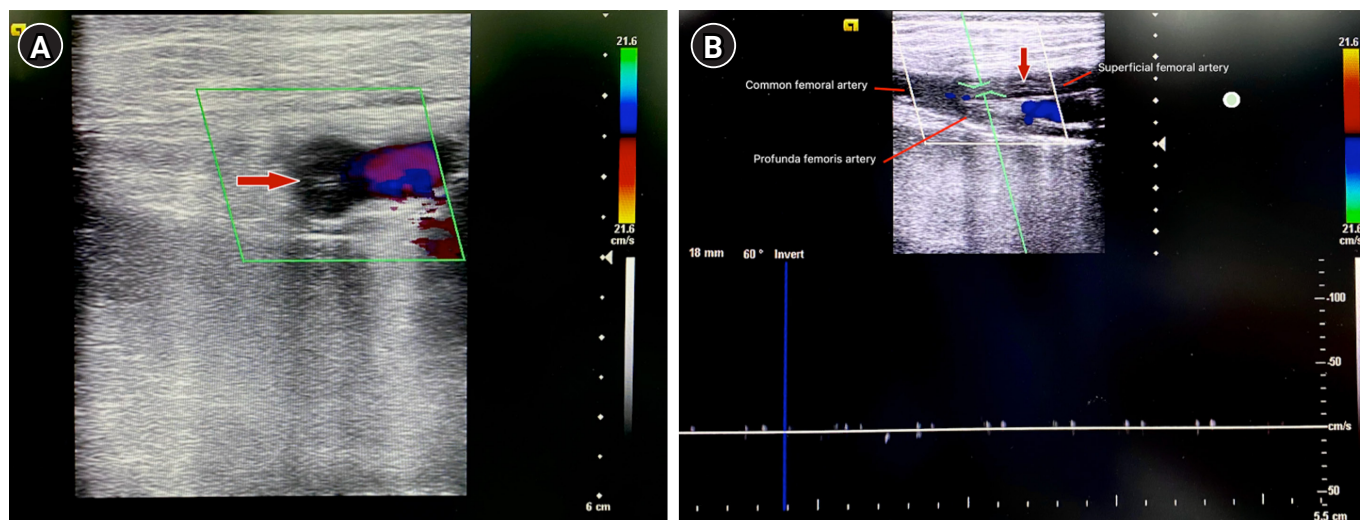 A
21.6
21.6
cm/s
6 cm
B
Common femoral artery
Superficial femoral artery
Profunda femoris artery
21.6
21.6
cm/s
18 mm 60° Invert
-100
-50
cm/s
-50
5.5 cm